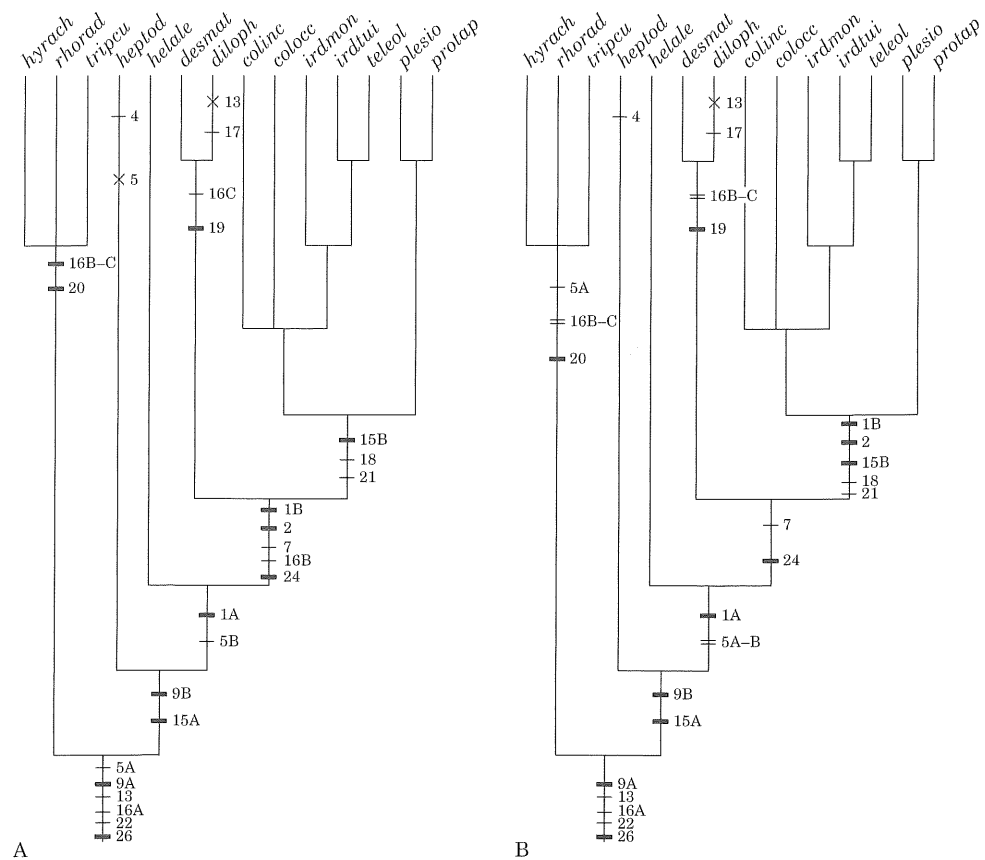 hyrach rhorad tripcu heptod helale desmat diloph colinc colocc irdmon irdtui teleol plesio protap
13
4
17
5
16C
19
16B–C
20
15B
18
21
1B
2
7
16B
24
1A
5B
9B
15A
5A
9A
13
16A
22
26
A
hyrach rhorad tripcu heptod helale desmat diloph colinc colocc irdmon irdtui teleol plesio protap
13
4
17
16B–C
19
5A
16B–C
20
1B
2
15B
18
21
7
24
1A
5A–B
9B
15A
9A
13
16A
22
26
B